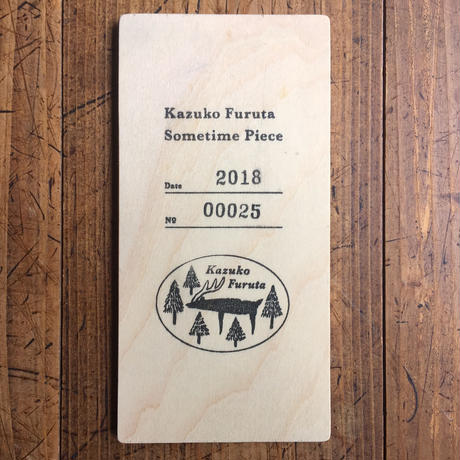 Kazuko Furuta
Sometime Piece
Date 2018
No 00025
Kazuko
Furuta